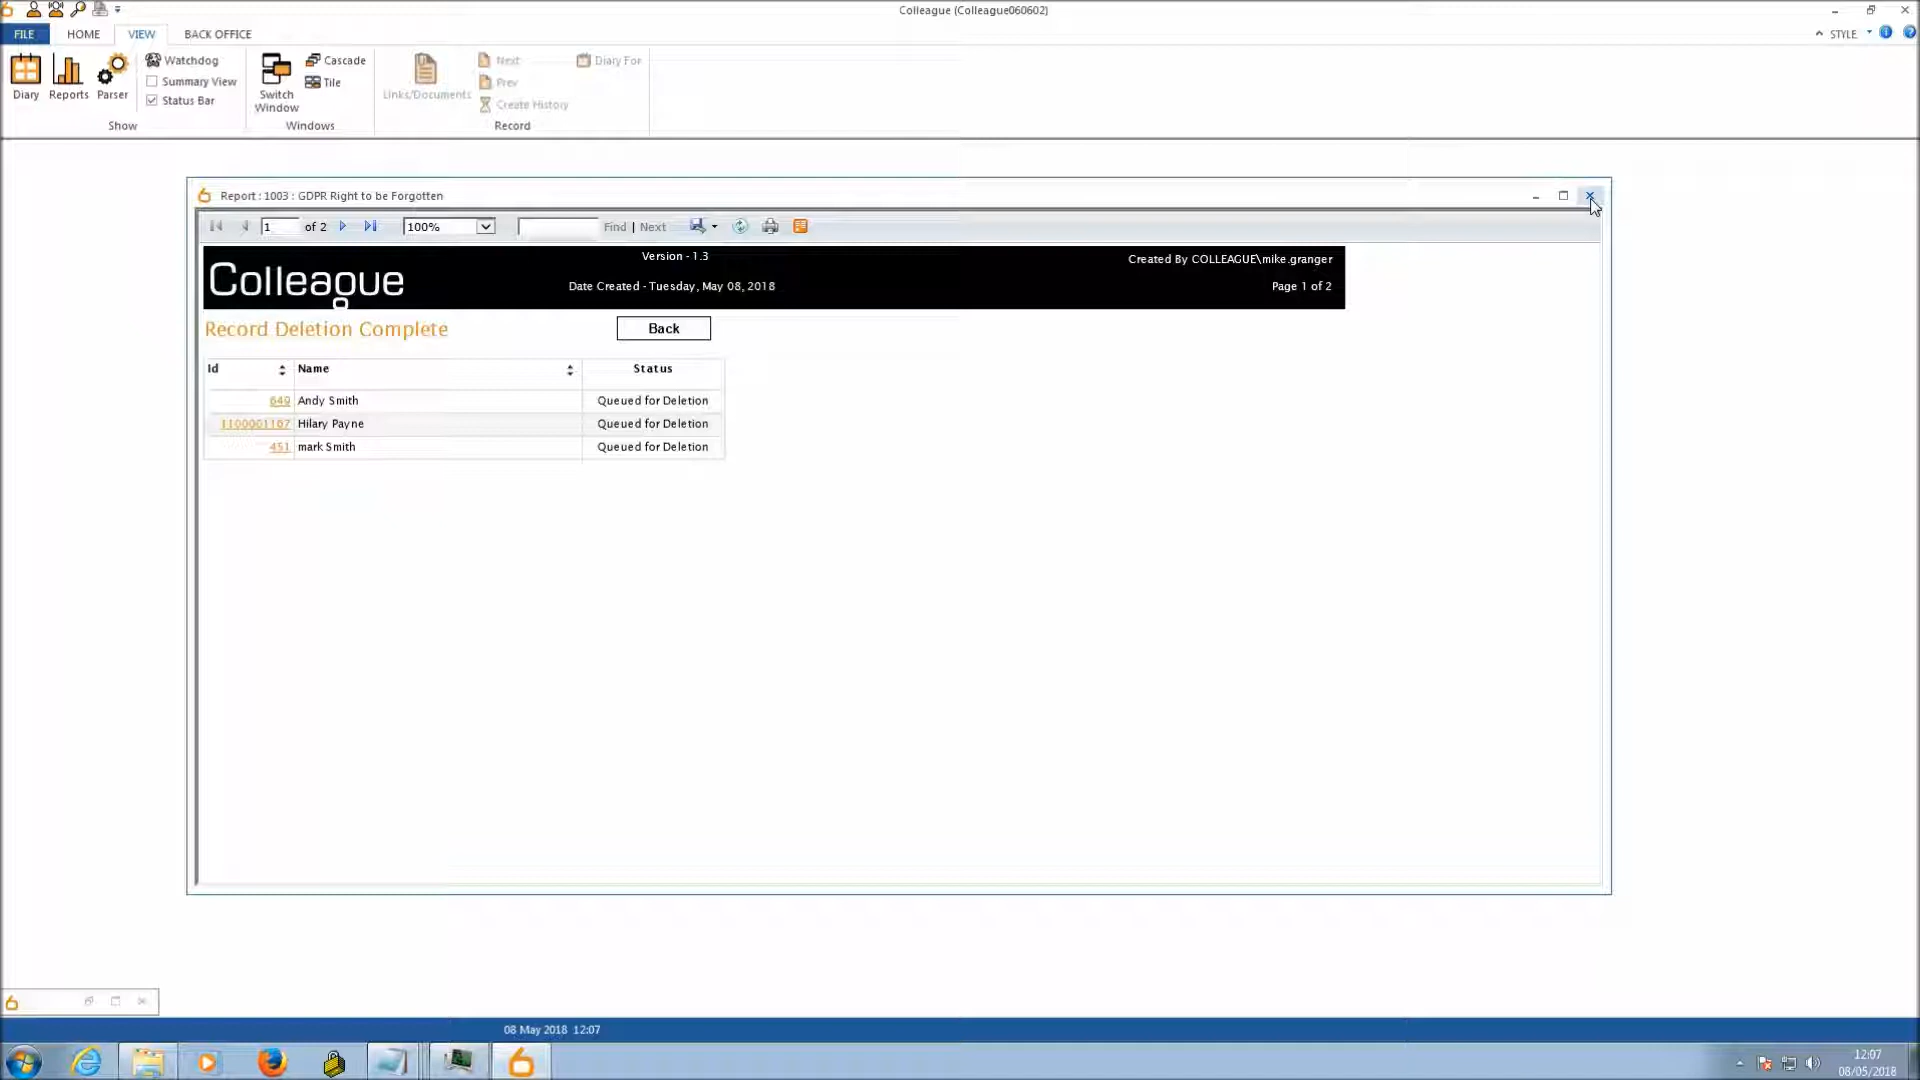 Colleague (Colleague060602)
FILE HOME VIEW BACK OFFICE STYLE
Diary Reports Parser
Watchdog
Summary View
Status Bar
Show
Switch Window
Cascade
Tile
Windows
Links/Documents
Next
Prev
Create History
Diary For
Record
Report : 1003 : GDPR Right to be Forgotten
1 of 2 100% Find | Next
Colleague
Version - 1.3
Date Created - Tuesday, May 08, 2018
Created By COLLEAGUE\mike.granger
Page 1 of 2
Record Deletion Complete Back
Id Name Status
649 Andy Smith Queued for Deletion
1100001167 Hilary Payne Queued for Deletion
451 mark Smith Queued for Deletion
08 May 2018 12:07
12:07
08/05/2018